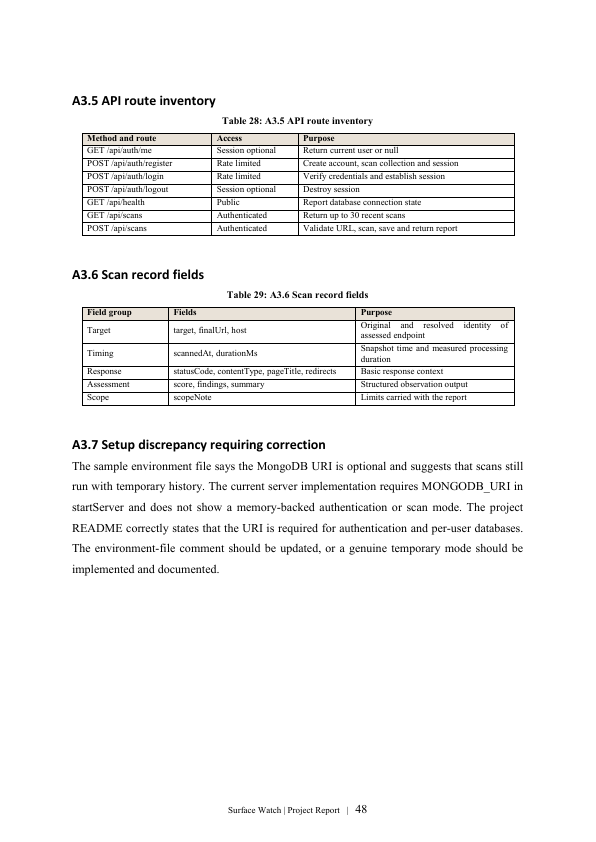 A3.5 API route inventory
Table 28: A3.5 API route inventory
Method and route Access Purpose
GET /api/auth/me Session optional Return current user or null
POST /api/auth/register Rate limited Create account, scan collection and session
POST /api/auth/login Rate limited Verify credentials and establish session
POST /api/auth/logout Session optional Destroy session
GET /api/health Public Report database connection state
GET /api/scans Authenticated Return up to 30 recent scans
POST /api/scans Authenticated Validate URL, scan, save and return report
A3.6 Scan record fields
Table 29: A3.6 Scan record fields
Field group Fields Purpose
Target target, finalUrl, host Original and resolved identity of
assessed endpoint
Timing scannedAt, durationMs Snapshot time and measured processing
duration
Response statusCode, contentType, pageTitle, redirects Basic response context
Assessment score, findings, summary Structured observation output
Scope scopeNote Limits carried with the report
A3.7 Setup discrepancy requiring correction
The sample environment file says the MongoDB URI is optional and suggests that scans still
run with temporary history. The current server implementation requires MONGODB_URI in
startServer and does not show a memory-backed authentication or scan mode. The project
README correctly states that the URI is required for authentication and per-user databases.
The environment-file comment should be updated, or a genuine temporary mode should be
implemented and documented.
Surface Watch | Project Report | 48